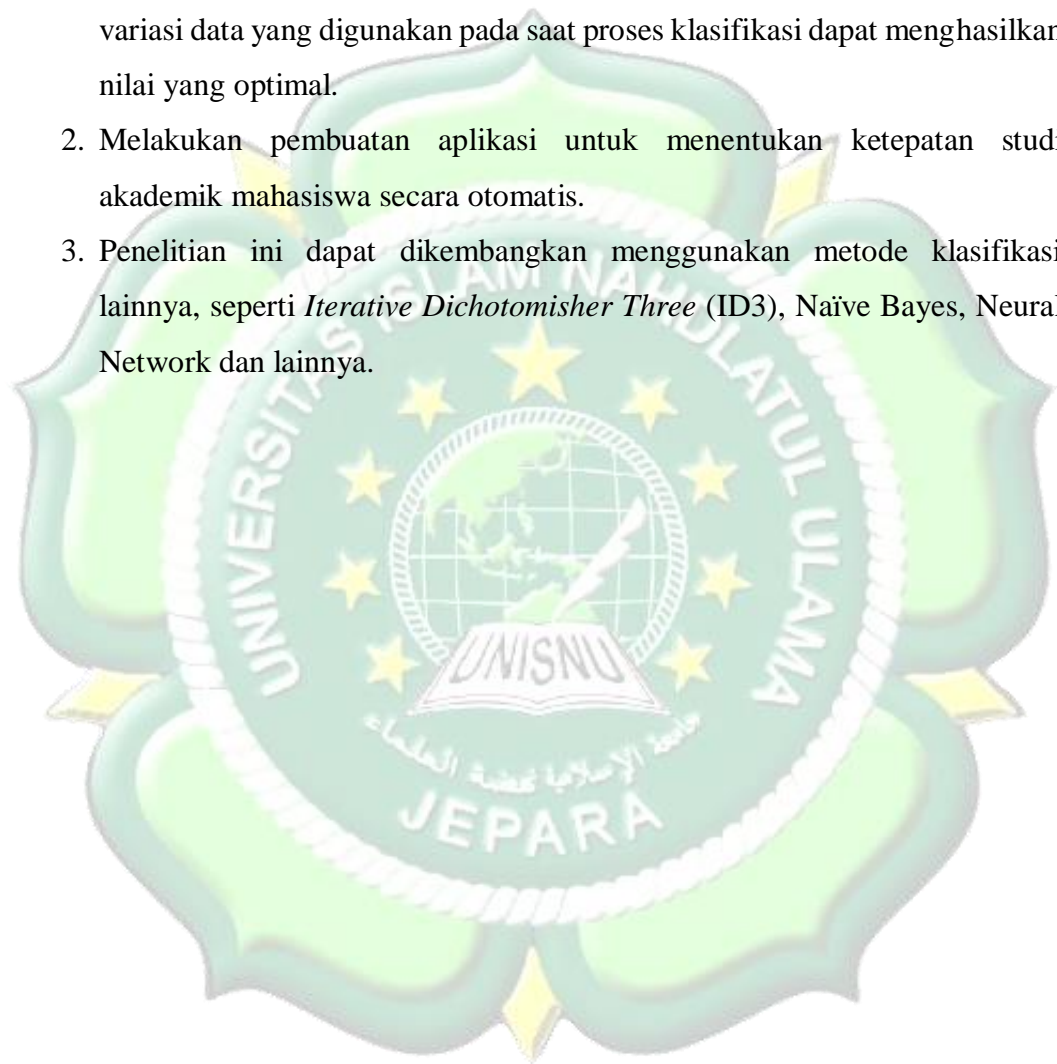 variasi data yang digunakan pada saat proses klasifikasi dapat menghasilkan
nilai yang optimal.
2. Melakukan pembuatan aplikasi untuk menentukan ketepatan studi
akademik mahasiswa secara otomatis.
3. Penelitian ini dapat dikembangkan menggunakan metode klasifikasi
lainnya, seperti Iterative Dichotomisher Three (ID3), Naïve Bayes, Neural
Network dan lainnya.
UNIVERSITAS ISLAM NAHDLATUL ULAMA
UNISNU
JEPARA